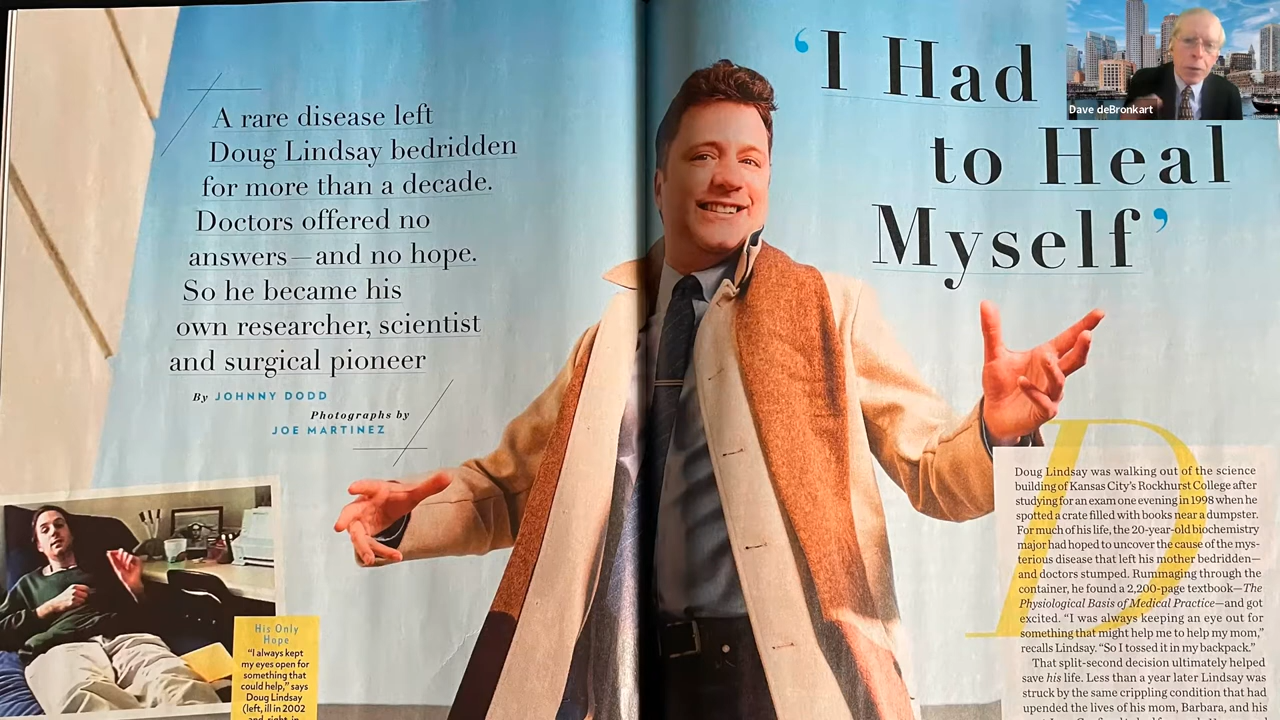 A rare disease left
Doug Lindsay bedridden
for more than a decade.
Doctors offered no
answers—and no hope.
So he became his
own researcher, scientist
and surgical pioneer
By JOHNNY DODD
Photographs by
JOE MARTINEZ
His Only
Hope
"I always kept
my eyes open for
something that
could help," says
Doug Lindsay
(left, ill in 2002
and, right, in
'I Had
to Heal
Myself'
Dave deBronkart
D
Doug Lindsay was walking out of the science
building of Kansas City's Rockhurst College after
studying for an exam one evening in 1998 when he
spotted a crate filled with books near a dumpster.
For much of his life, the 20-year-old biochemistry
major had hoped to uncover the cause of the mys-
terious disease that left his mother bedridden—
and doctors stumped. Rummaging through the
container, he found a 2,200-page textbook—The
Physiological Basis of Medical Practice—and got
excited. "I was always keeping an eye out for
something that might help me to help my mom,"
recalls Lindsay. "So I tossed it in my backpack."
That split-second decision ultimately helped
save his life. Less than a year later Lindsay was
struck by the same crippling condition that had
upended the lives of his mom, Barbara, and his